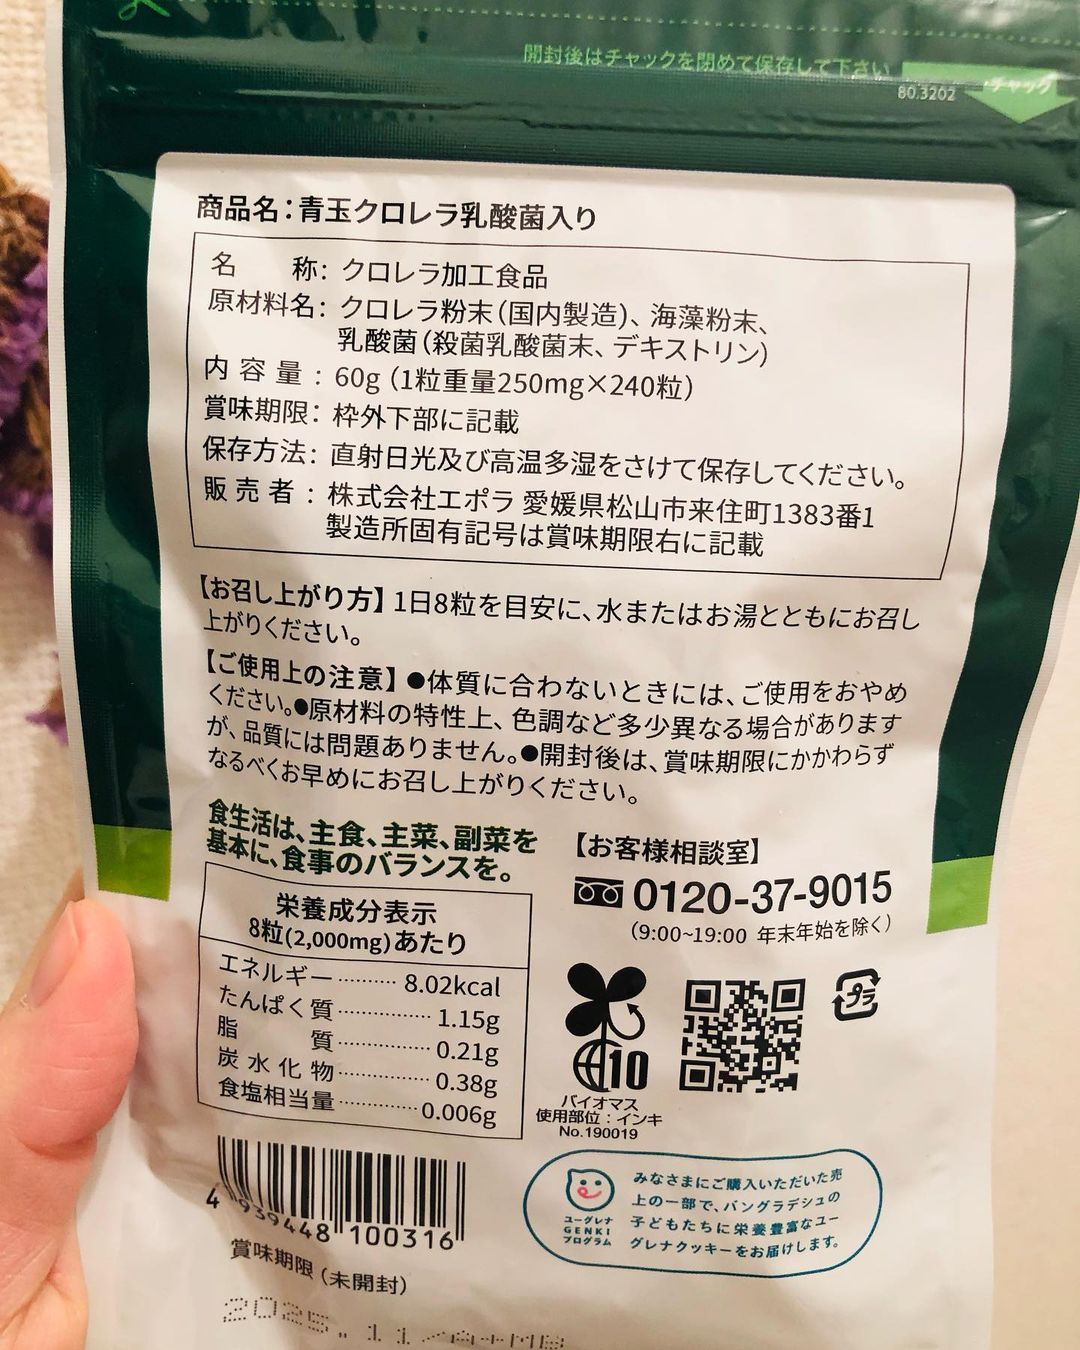 開封後はチャックを閉めて保存して下さい
チャック
80.3202
商品名：青玉クロレラ乳酸菌入り
名　　称：クロレラ加工食品
原材料名：クロレラ粉末（国内製造）、海藻粉末、
乳酸菌（殺菌乳酸菌末、デキストリン）
内 容 量：60g（1粒重量250mg×240粒）
賞味期限：枠外下部に記載
保存方法：直射日光及び高温多湿をさけて保存してください。
販 売 者：株式会社エポラ 愛媛県松山市来住町1383番1
製造所固有記号は賞味期限右に記載
【お召し上がり方】1日8粒を目安に、水またはお湯とともにお召し
上がりください。
【ご使用上の注意】●体質に合わないときには、ご使用をおやめ
ください。●原材料の特性上、色調など多少異なる場合があります
が、品質には問題ありません。●開封後は、賞味期限にかかわらず
なるべくお早めにお召し上がりください。
食生活は、主食、主菜、副菜を
基本に、食事のバランスを。
栄養成分表示
8粒(2,000mg)あたり
エネルギー………8.02kcal
たんぱく質………1.15g
脂　　質………0.21g
炭 水 化 物………0.38g
食塩相当量………0.006g
【お客様相談室】
0120-37-9015
（9:00~19:00 年末年始を除く）
10
バイオマス
使用部位：インキ
No.190019
プラ
4 939448 100316
賞味期限（未開封）
2025.11/A+MB
ユーグレナ
GENKI
プログラム
みなさまにご購入いただいた売
上の一部で、バングラデシュの
子どもたちに栄養豊富なユー
グレナクッキーをお届けします。